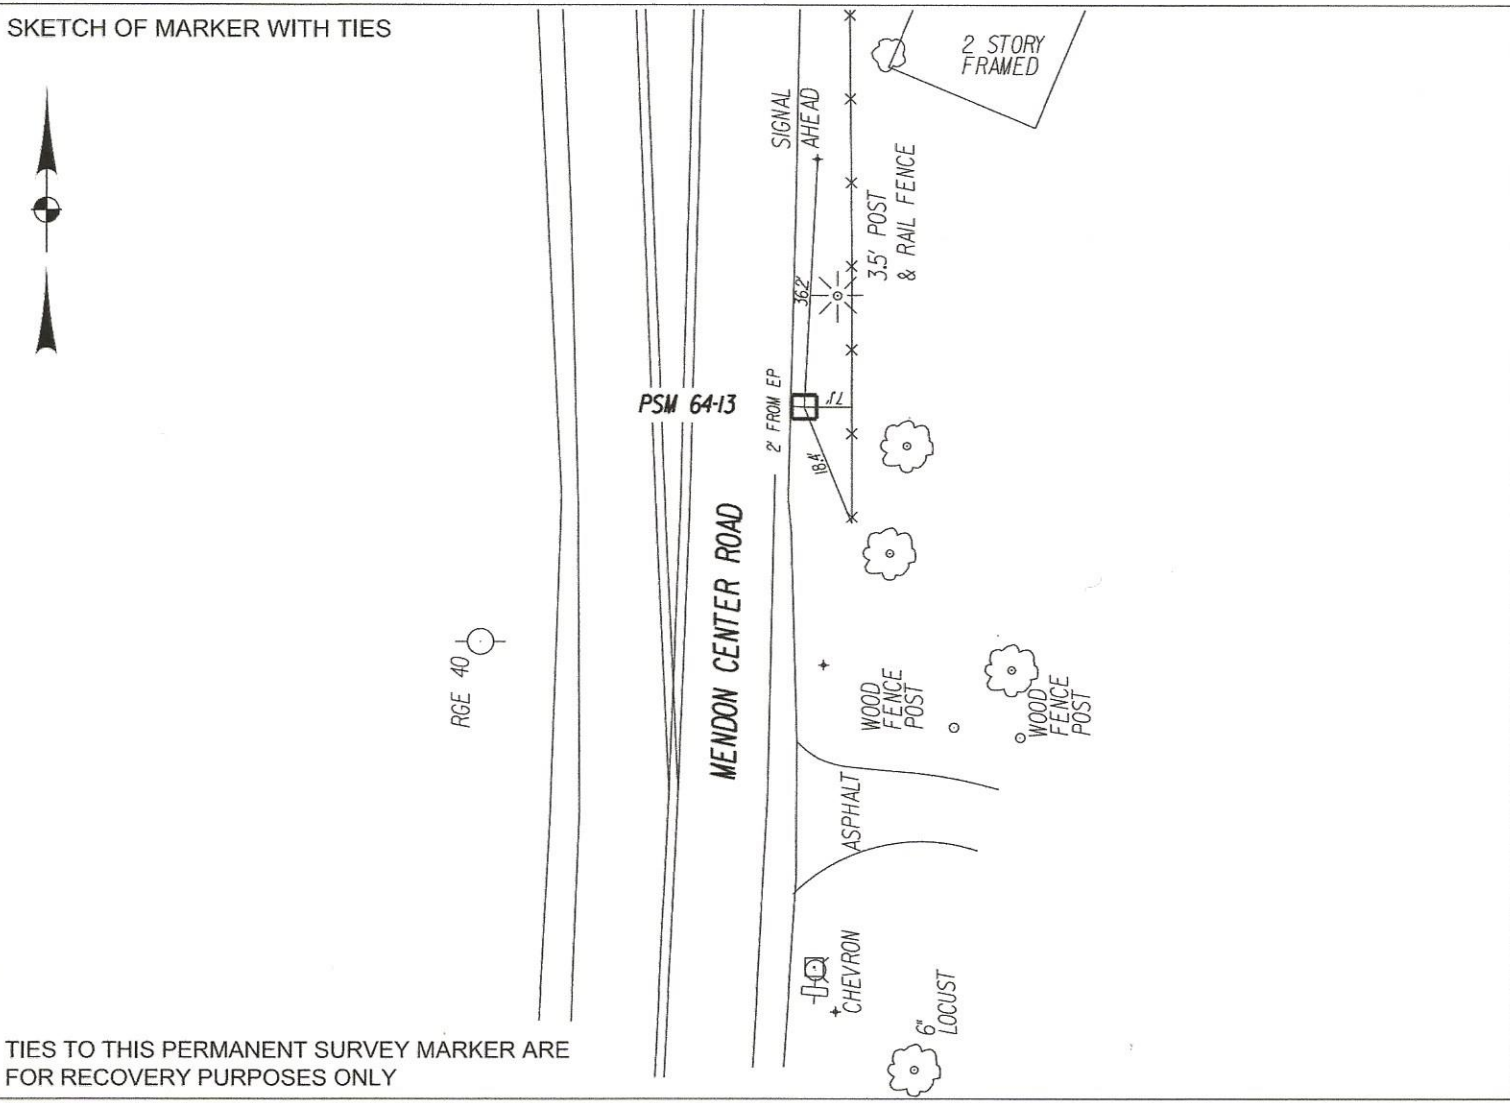 SKETCH OF MARKER WITH TIES
2 STORY
FRAMED
SIGNAL
AHEAD
3.5' POST
& RAIL FENCE
36.2'
PSM 64-13
2' FROM EP
18.4'
MENDON CENTER ROAD
RGE 40
WOOD
FENCE
POST
WOOD
FENCE
POST
ASPHALT
CHEVRON
6"
LOCUST
TIES TO THIS PERMANENT SURVEY MARKER ARE
FOR RECOVERY PURPOSES ONLY